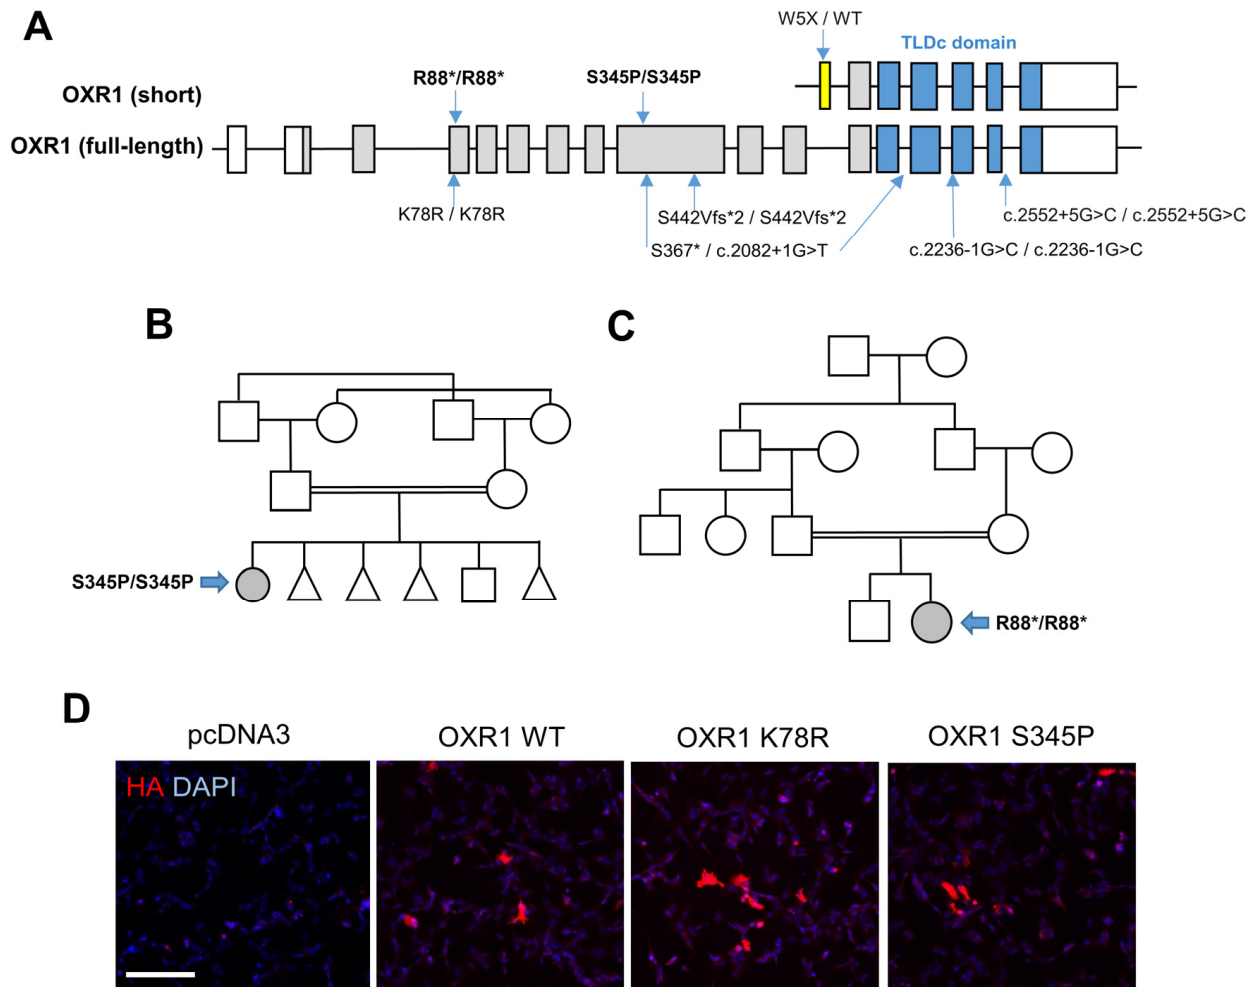 A
W5X / WT
TLDc domain
R88*/R88*
S345P/S345P
OXR1 (short)
OXR1 (full-length)
K78R / K78R
S442Vfs*2 / S442Vfs*2
c.2552+5G>C / c.2552+5G>C
S367* / c.2082+1G>T
c.2236-1G>C / c.2236-1G>C
B
S345P/S345P
C
R88*/R88*
D
pcDNA3
OXR1 WT
OXR1 K78R
OXR1 S345P
HA DAPI